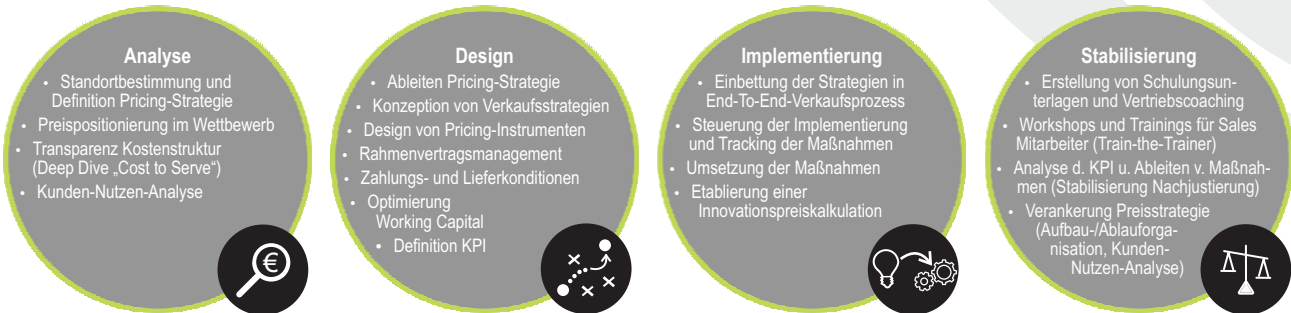 Analyse
• Standortbestimmung und
Definition Pricing-Strategie
• Preispositionierung im Wettbewerb
• Transparenz Kostenstruktur
(Deep Dive „Cost to Serve“)
• Kunden-Nutzen-Analyse
€
Design
• Ableiten Pricing-Strategie
• Konzeption von Verkaufsstrategien
• Design von Pricing-Instrumenten
• Rahmenvertragsmanagement
• Zahlungs- und Lieferkonditionen
• Optimierung
Working Capital
• Definition KPI
Implementierung
• Einbettung der Strategien in
End-To-End-Verkaufsprozess
• Steuerung der Implementierung
und Tracking der Maßnahmen
• Umsetzung der Maßnahmen
• Etablierung einer
Innovationspreiskalkulation
Stabilisierung
• Erstellung von Schulungsun-
terlagen und Vertriebscoaching
• Workshops und Trainings für Sales
Mitarbeiter (Train-the-Trainer)
• Analyse d. KPI u. Ableiten v. Maßnah-
men (Stabilisierung Nachjustierung)
• Verankerung Preisstrategie
(Aufbau-/Ablauforga-
nisation, Kunden-
Nutzen-Analyse)